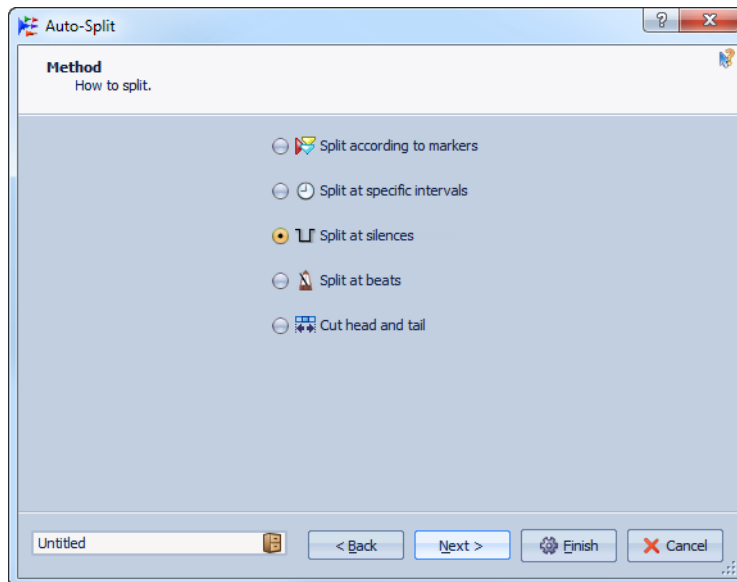 Auto-Split
Method
How to split.
Split according to markers
Split at specific intervals
Split at silences
Split at beats
Cut head and tail
Untitled
< Back
Next >
Finish
Cancel